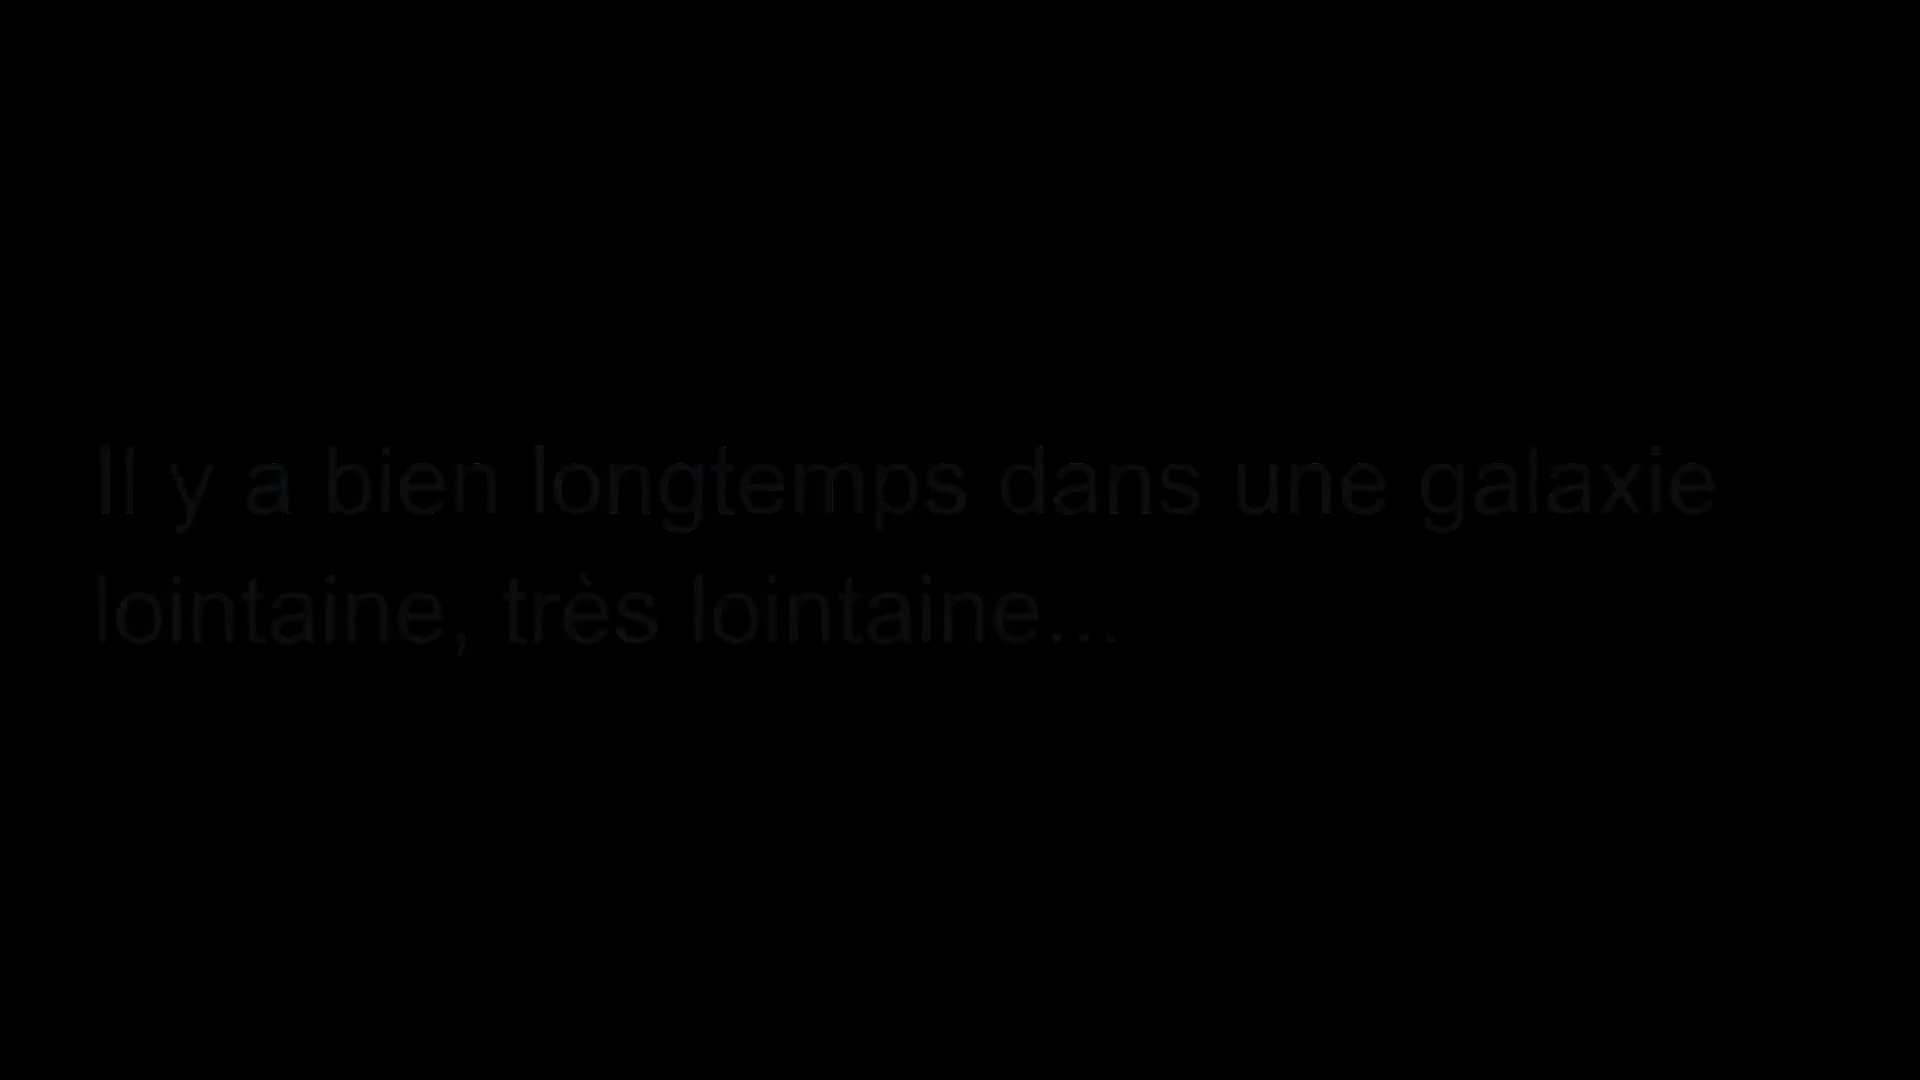 Il y a bien longtemps dans une galaxie
lointaine, très lointaine...